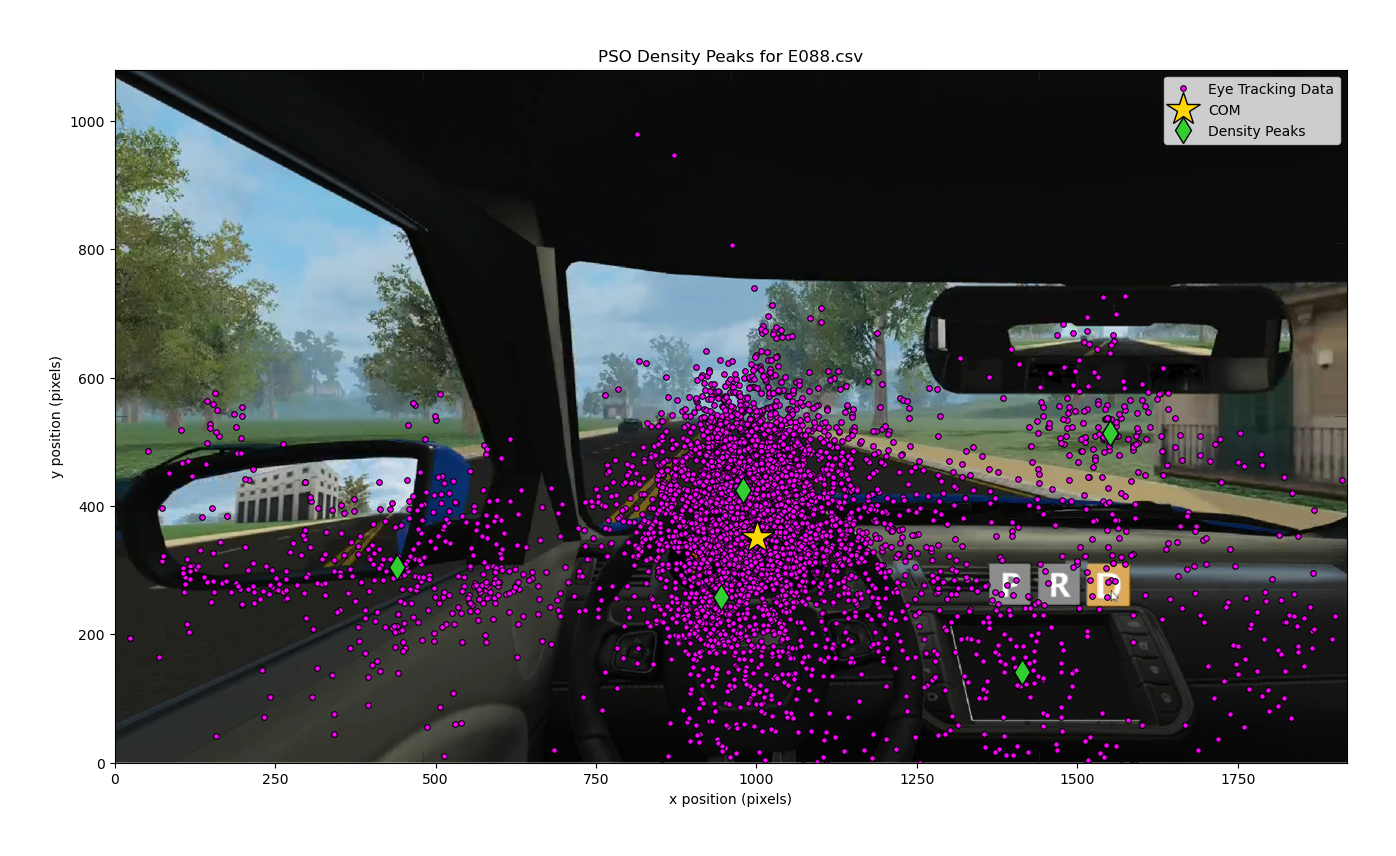 PSO Density Peaks for E088.csv
Eye Tracking Data
COM
Density Peaks
y position (pixels)
1000
800
600
400
200
0
P R D
0 250 500 750 1000 1250 1500 1750
x position (pixels)